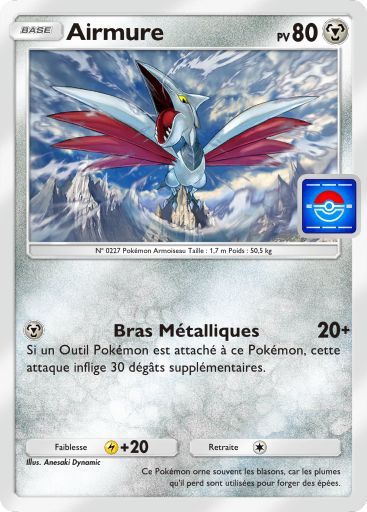 BASE Airmure PV 80
N° 0227 Pokémon Armoiseau Taille : 1,7 m Poids : 50,5 kg
Bras Métalliques 20+
Si un Outil Pokémon est attaché à ce Pokémon, cette
attaque inflige 30 dégâts supplémentaires.
Faiblesse +20 Retraite
Illus. Anesaki Dynamic
Ce Pokémon orne souvent les blasons, car les plumes
qu'il perd sont utilisées pour forger des épées.